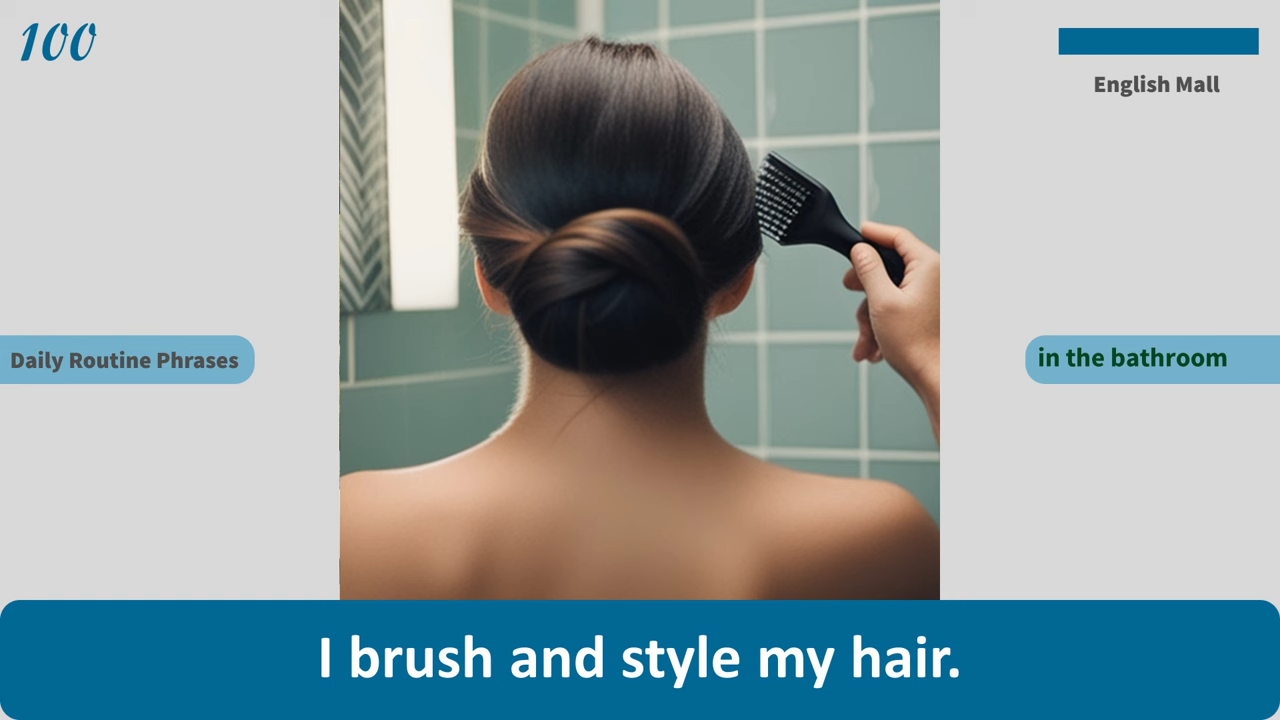 100
English Mall
Daily Routine Phrases
in the bathroom
I brush and style my hair.